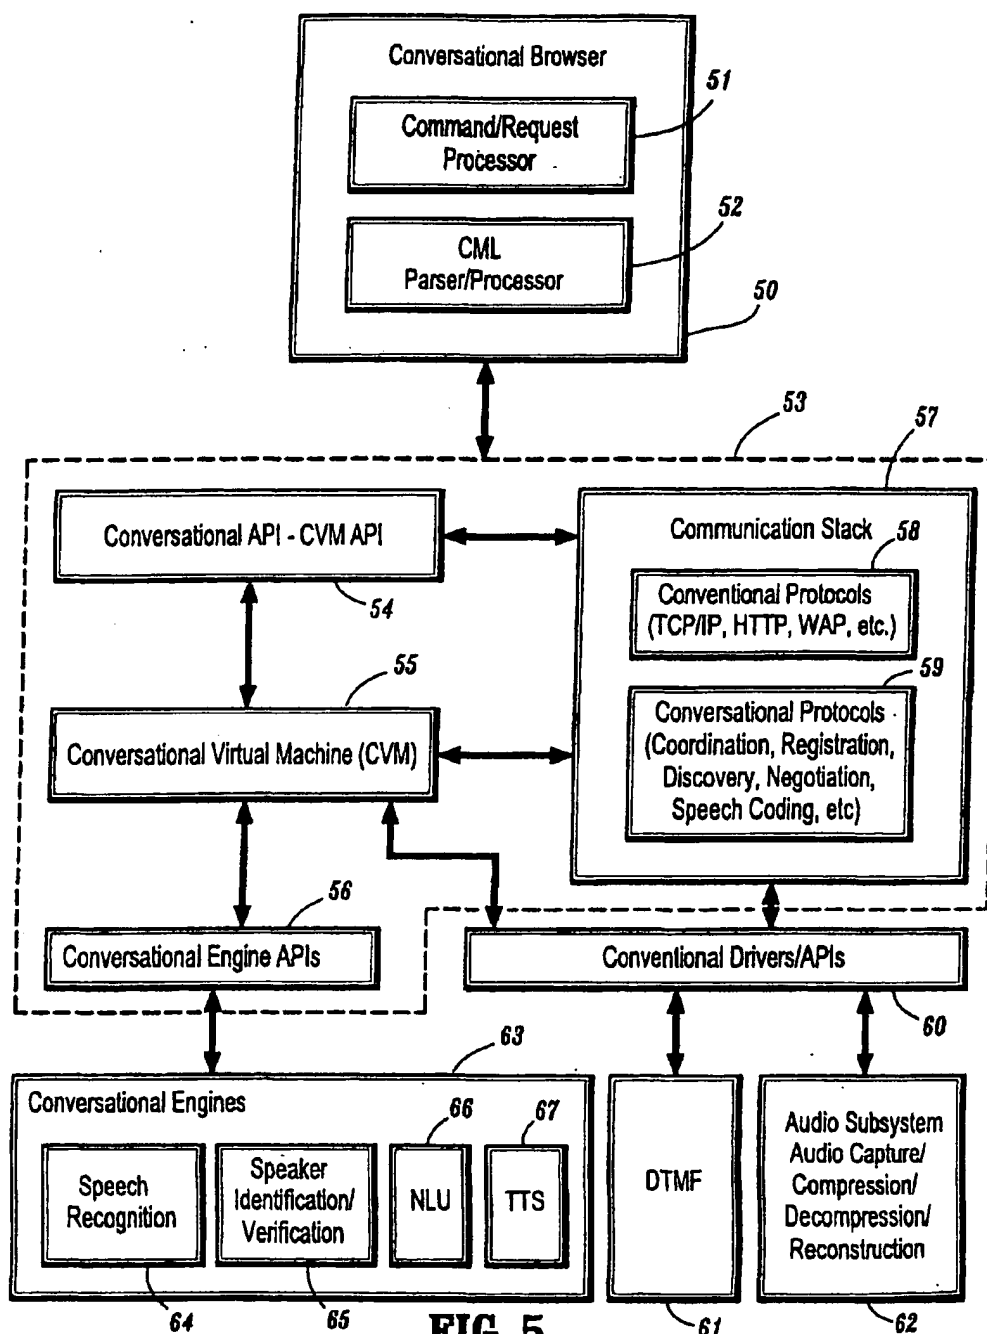 Conversational Browser
51
Command/Request
Processor
52
CML
Parser/Processor
50
53
57
Conversational API - CVM API
54
Communication Stack
58
Conventional Protocols
(TCP/IP, HTTP, WAP, etc.)
59
Conversational Protocols
(Coordination, Registration,
Discovery, Negotiation,
Speech Coding, etc)
55
Conversational Virtual Machine (CVM)
56
Conversational Engine APIs
Conventional Drivers/APIs
60
63
Conversational Engines
66
67
Speech
Recognition
Speaker
Identification/
Verification
NLU
TTS
DTMF
Audio Subsystem
Audio Capture/
Compression/
Decompression/
Reconstruction
64
65
61
62
FIG 5